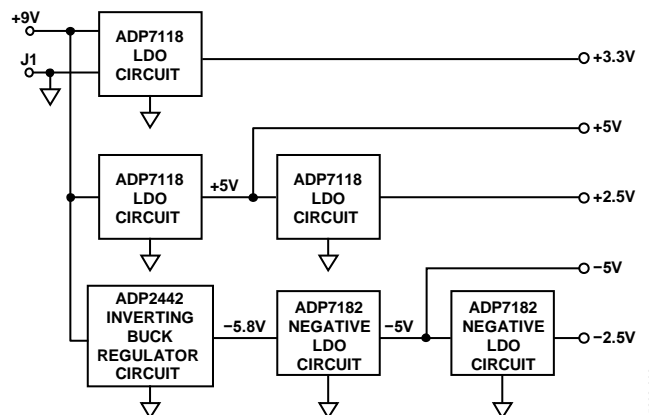 +9V
J1
ADP7118
LDO
CIRCUIT
+3.3V
+5V
ADP7118
LDO
CIRCUIT
+5V
ADP7118
LDO
CIRCUIT
+2.5V
−5V
ADP2442
INVERTING
BUCK
REGULATOR
CIRCUIT
−5.8V
ADP7182
NEGATIVE
LDO
CIRCUIT
−5V
ADP7182
NEGATIVE
LDO
CIRCUIT
−2.5V